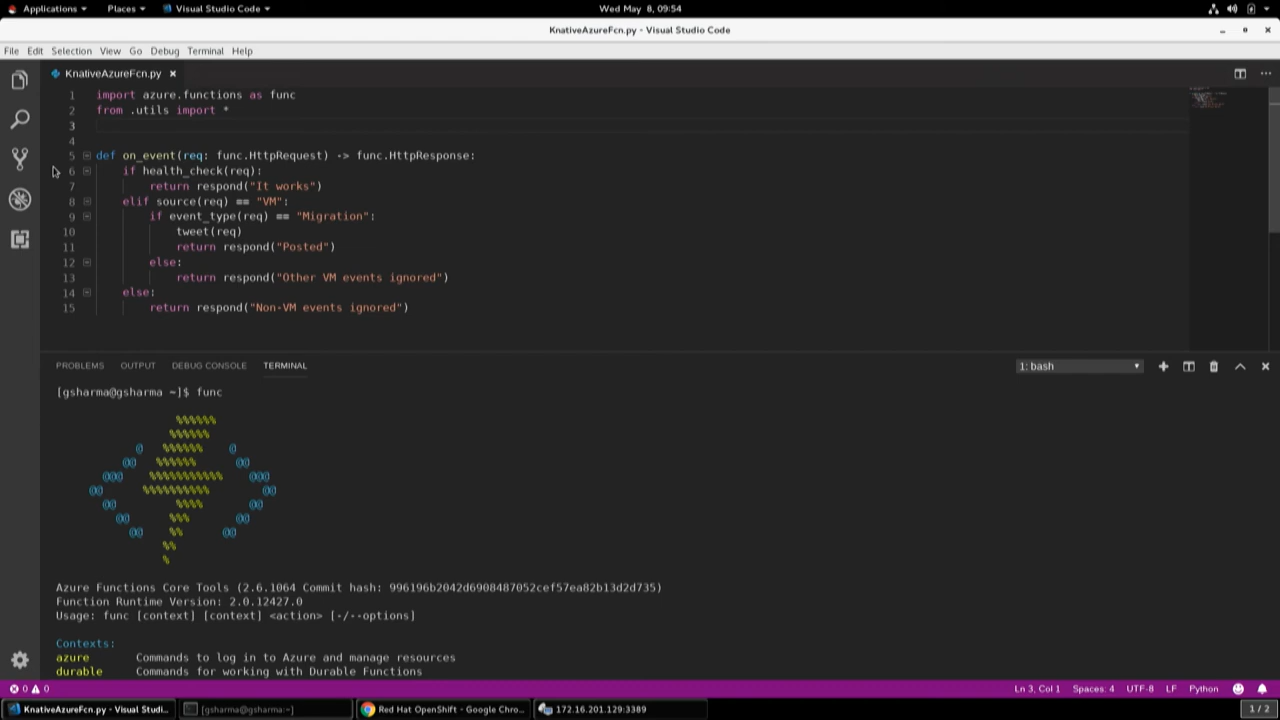 Applications Places Visual Studio Code Wed May 8, 09:54
KnativeAzureFcn.py - Visual Studio Code
File Edit Selection View Go Debug Terminal Help
KnativeAzureFcn.py
1 import azure.functions as func
2 from .utils import *
3
4
5 def on_event(req: func.HttpRequest) -> func.HttpResponse:
6 if health_check(req):
7 return respond("It works")
8 elif source(req) == "VM":
9 if event_type(req) == "Migration":
10 tweet(req)
11 return respond("Posted")
12 else:
13 return respond("Other VM events ignored")
14 else:
15 return respond("Non-VM events ignored")
PROBLEMS OUTPUT DEBUG CONSOLE TERMINAL 1: bash
[gsharma@gsharma ~]$ func
%%%%%%
%%%%%%
@ %%%%%% @
@@ %%%%%% @@
@@@ %%%%%%%%%%% @@@
@@ %%%%%%%%%% @@
@@ %%%% @@
@@ %%% @@
@@ %% @@
%%
%
Azure Functions Core Tools (2.6.1064 Commit hash: 996196b2042d6908487052cef57ea82b13d2d735)
Function Runtime Version: 2.0.12427.0
Usage: func [context] [context] <action> [-/--options]
Contexts:
azure Commands to log in to Azure and manage resources
durable Commands for working with Durable Functions
0 0 Ln 3, Col 1 Spaces: 4 UTF-8 LF Python
KnativeAzureFcn.py - Visual Studi... [gsharma@gsharma:~] Red Hat OpenShift - Google Chro... 172.16.201.129:3389 1 / 2